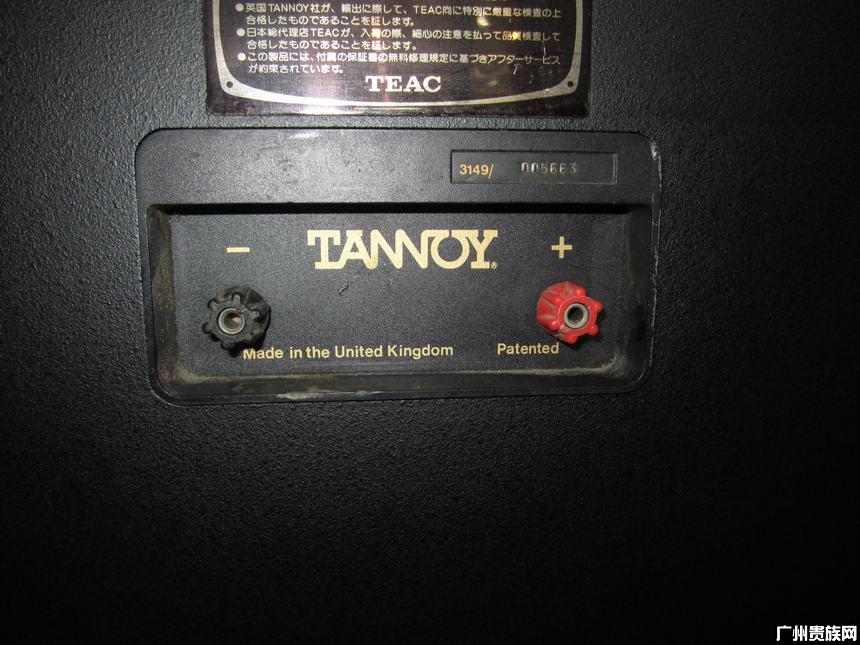 ●英国TANNOY社が、輸出に際して、TEAC向に特別に厳重な検査の上
合格したものであることを証します。
●日本総代理店TEACが、入荷の際、細心の注意を払って品質検査して
合格したものであることを証します。
●この製品には、付属の保証書の無料修理規定に基づきアフターサービス
が約束されています。
TEAC
3149/ 005663
− TANNOY® +
Made in the United Kingdom Patented
广州贵族网